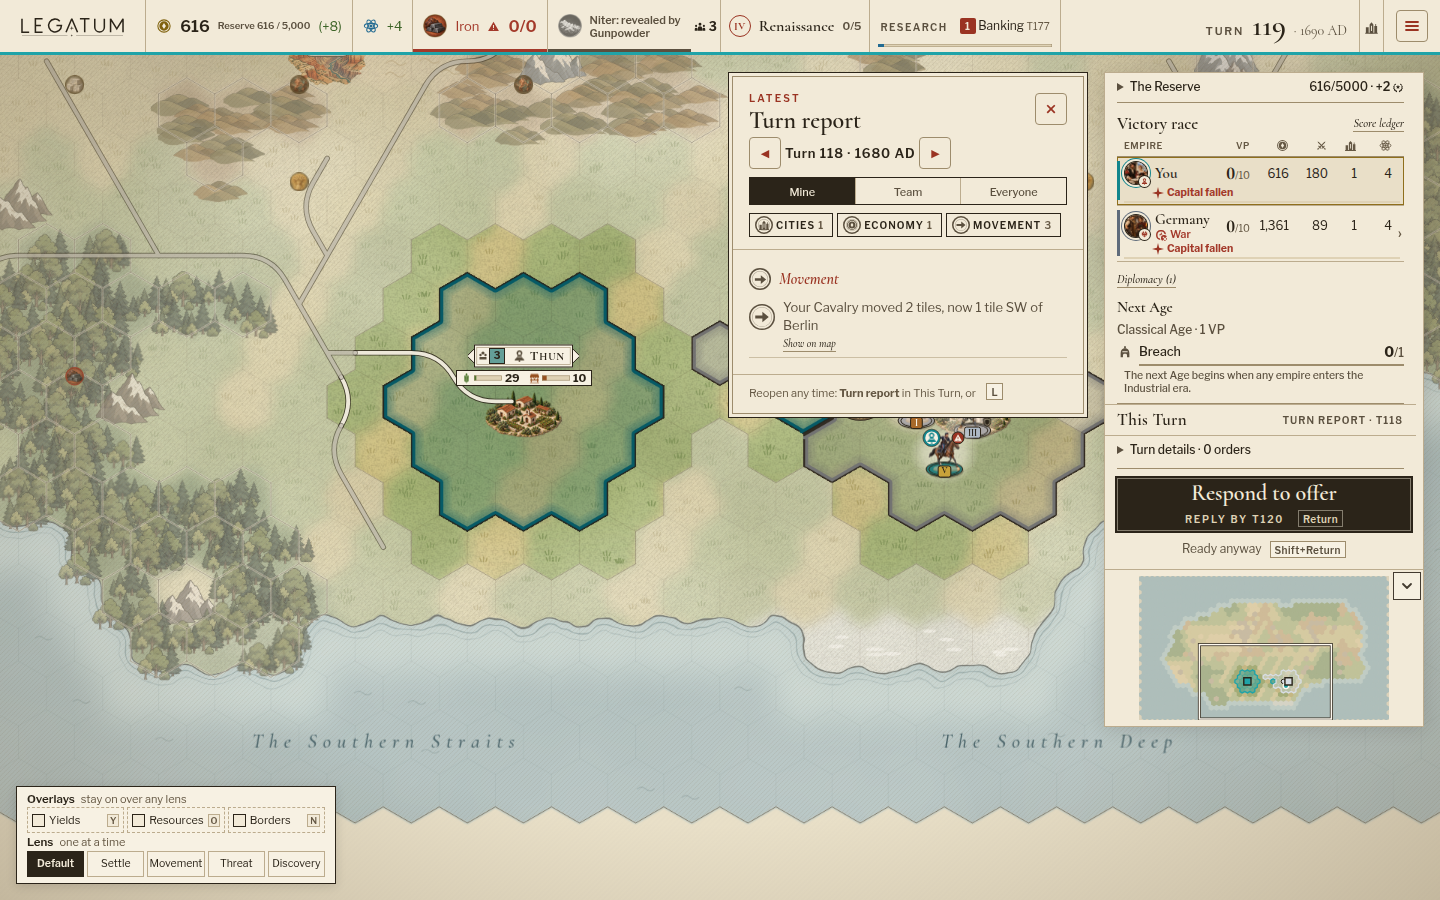 LEGATUM
616 Reserve 616 / 5,000 (+8)
+4
Iron 0/0
Niter: revealed by Gunpowder
3
IV Renaissance 0/5
RESEARCH 1 Banking T177
TURN 119 · 1690 AD
LATEST
Turn report
Turn 118 · 1680 AD
Mine Team Everyone
CITIES 1 ECONOMY 1 MOVEMENT 3
Movement
Your Cavalry moved 2 tiles, now 1 tile SW of
Berlin
Show on map
Reopen any time: Turn report in This Turn, or L
The Reserve 616/5000 · +2
Victory race Score ledger
EMPIRE VP
You 0/10 616 180 1 4
Capital fallen
Germany 0/10 1,361 89 1 4
War
Capital fallen
Diplomacy (1)
Next Age
Classical Age · 1 VP
Breach 0/1
The next Age begins when any empire enters the
Industrial era.
This Turn TURN REPORT · T118
Turn details · 0 orders
Respond to offer
REPLY BY T120 Return
Ready anyway Shift+Return
3 THUN
29 10
I
III
V
The Southern Straits
The Southern Deep
Overlays stay on over any lens
Yields Y Resources O Borders N
Lens one at a time
Default Settle Movement Threat Discovery